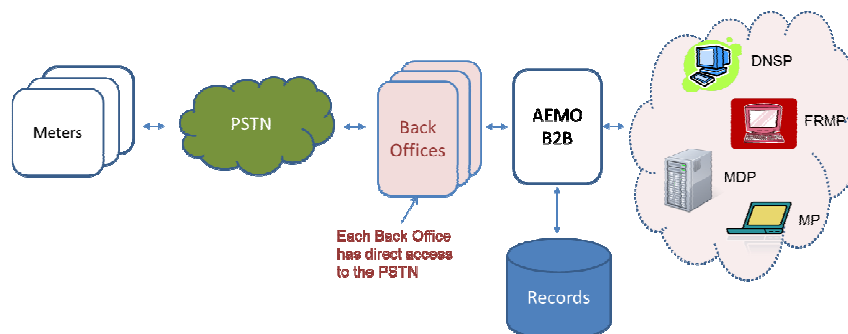 Meters
PSTN
Back
Offices
AEMO
B2B
DNSP
FRMP
MDP
MP
Each Back Office
has direct access
to the PSTN
Records